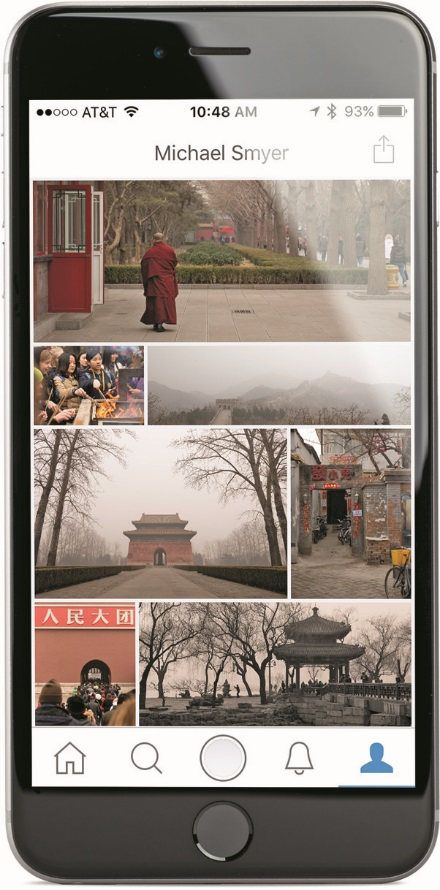 AT&T 10:48 AM 93%
Michael Smyer
人民大团